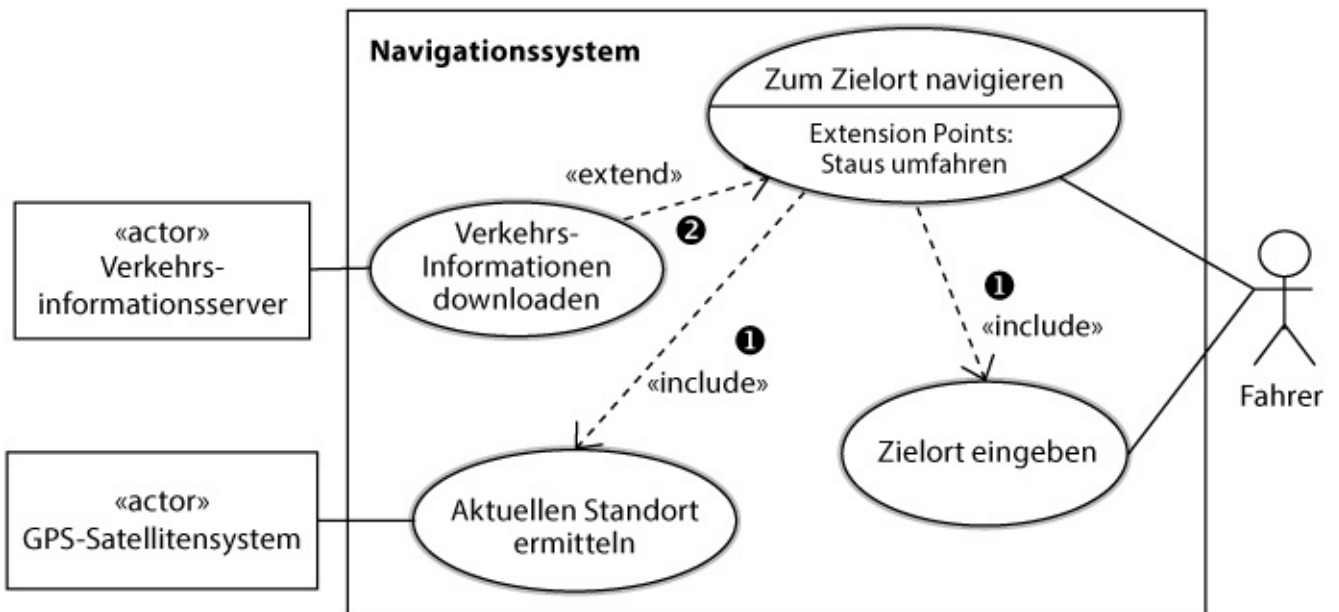 Navigationssystem
Zum Zielort navigieren
Extension Points:
Staus umfahren
«extend»
❷
«actor»
Verkehrs-
informationsserver
Verkehrs-
Informationen
downloaden
❶
«include»
❶
«include»
Fahrer
Zielort eingeben
«actor»
GPS-Satellitensystem
Aktuellen Standort
ermitteln